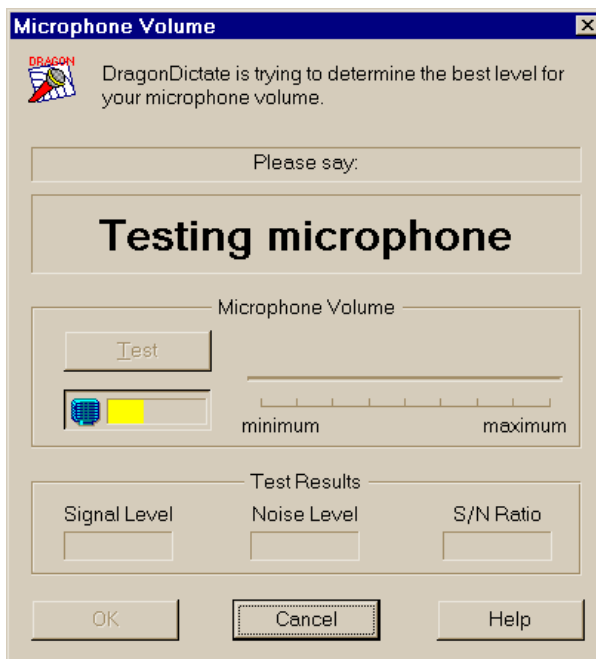 Microphone Volume
DRAGON
DragonDictate is trying to determine the best level for
your microphone volume.
Please say:
Testing microphone
Microphone Volume
Test
minimum maximum
Test Results
Signal Level Noise Level S/N Ratio
OK Cancel Help